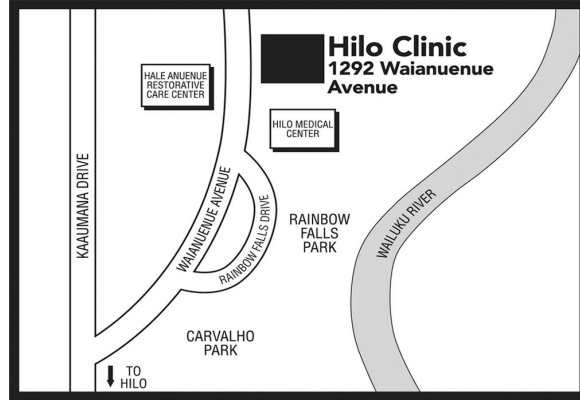 Hilo Clinic
1292 Waianuenue
Avenue
HALE ANUENUE
RESTORATIVE
CARE CENTER
HILO MEDICAL
CENTER
KAAUMANA DRIVE
WAIANUENUE AVENUE
RAINBOW FALLS DRIVE
RAINBOW
FALLS
PARK
WAILUKU RIVER
CARVALHO
PARK
TO
HILO